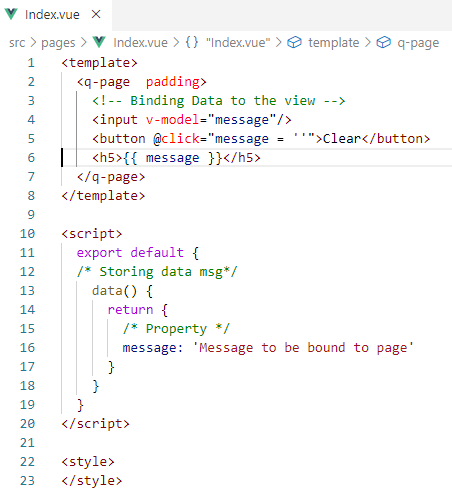 Index.vue ×
src > pages > Index.vue > {} "Index.vue" > template > q-page
1 <template>
2 <q-page  padding>
3 <!-- Binding Data to the view -->
4 <input v-model="message"/>
5 <button @click="message = ''">Clear</button>
6 <h5>{{ message }}</h5>
7 </q-page>
8 </template>
9
10 <script>
11 export default {
12 /* Storing data msg*/
13 data() {
14 return {
15 /* Property */
16 message: 'Message to be bound to page'
17 }
18 }
19 }
20 </script>
21
22 <style>
23 </style>